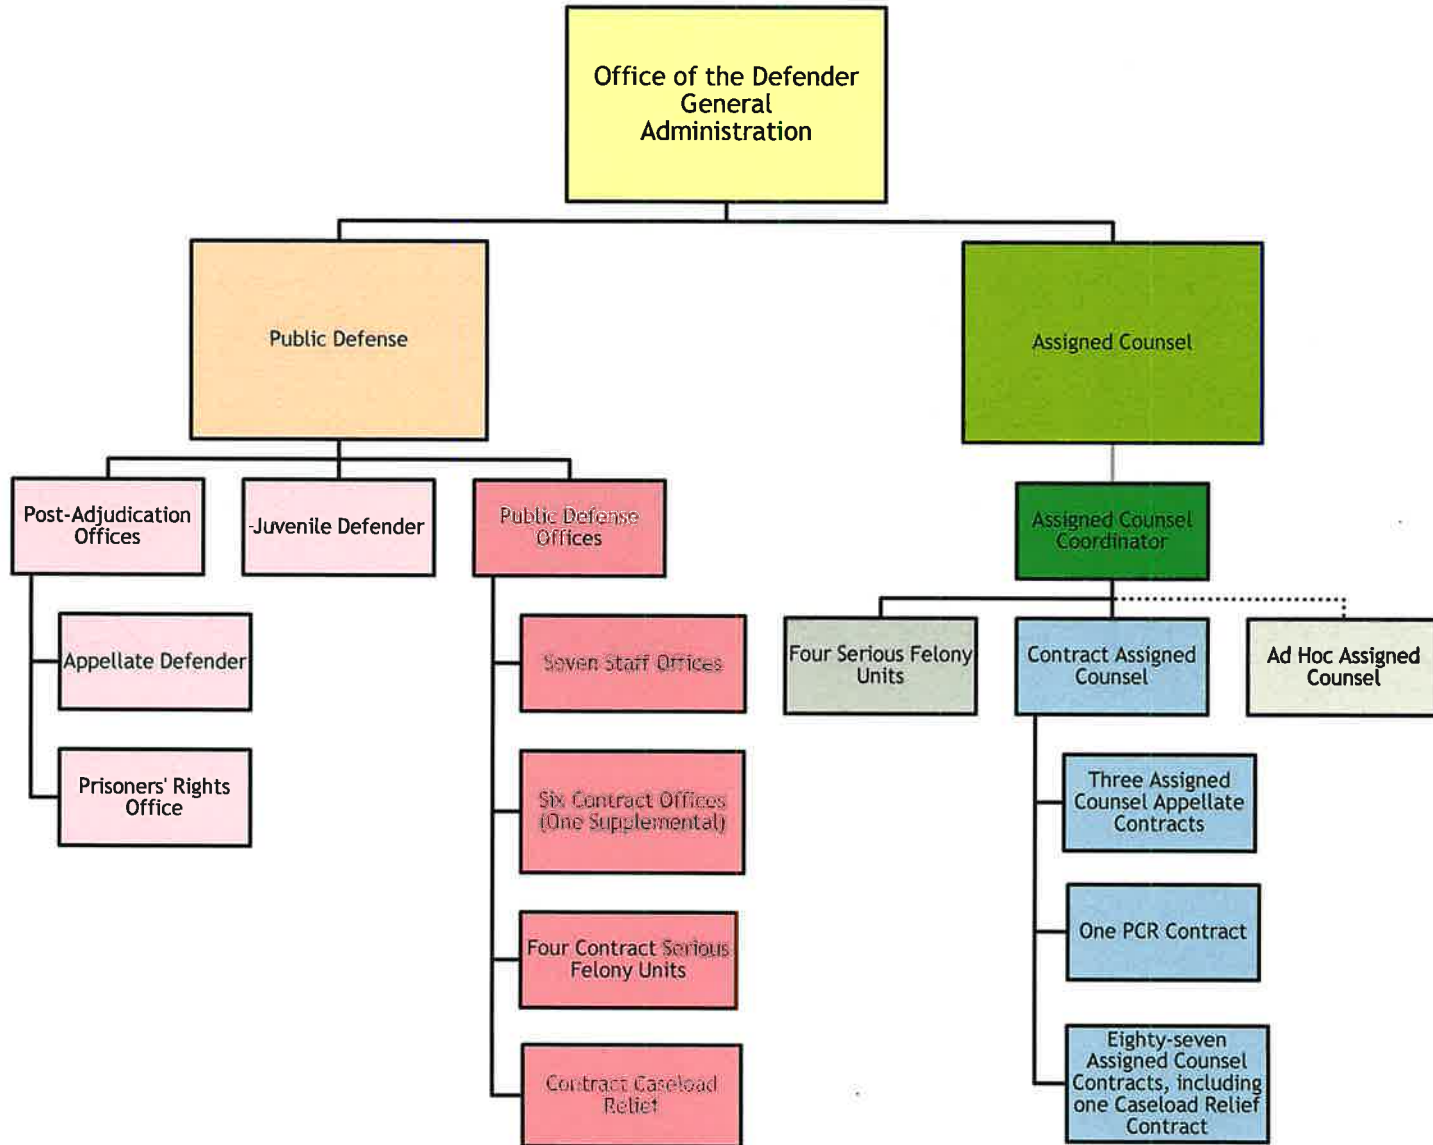 Office of the Defender
General
Administration
Public Defense
Assigned Counsel
Post-Adjudication
Offices
-Juvenile Defender
Public Defense
Offices
Assigned Counsel
Coordinator
Appellate Defender
Prisoners' Rights
Office
Seven Staff Offices
Six Contract Offices
(One Supplemental)
Four Contract Serious
Felony Units
Contract Caseload
Relief
Four Serious Felony
Units
Contract Assigned
Counsel
Ad Hoc Assigned
Counsel
Three Assigned
Counsel Appellate
Contracts
One PCR Contract
Eighty-seven
Assigned Counsel
Contracts, including
one Caseload Relief
Contract